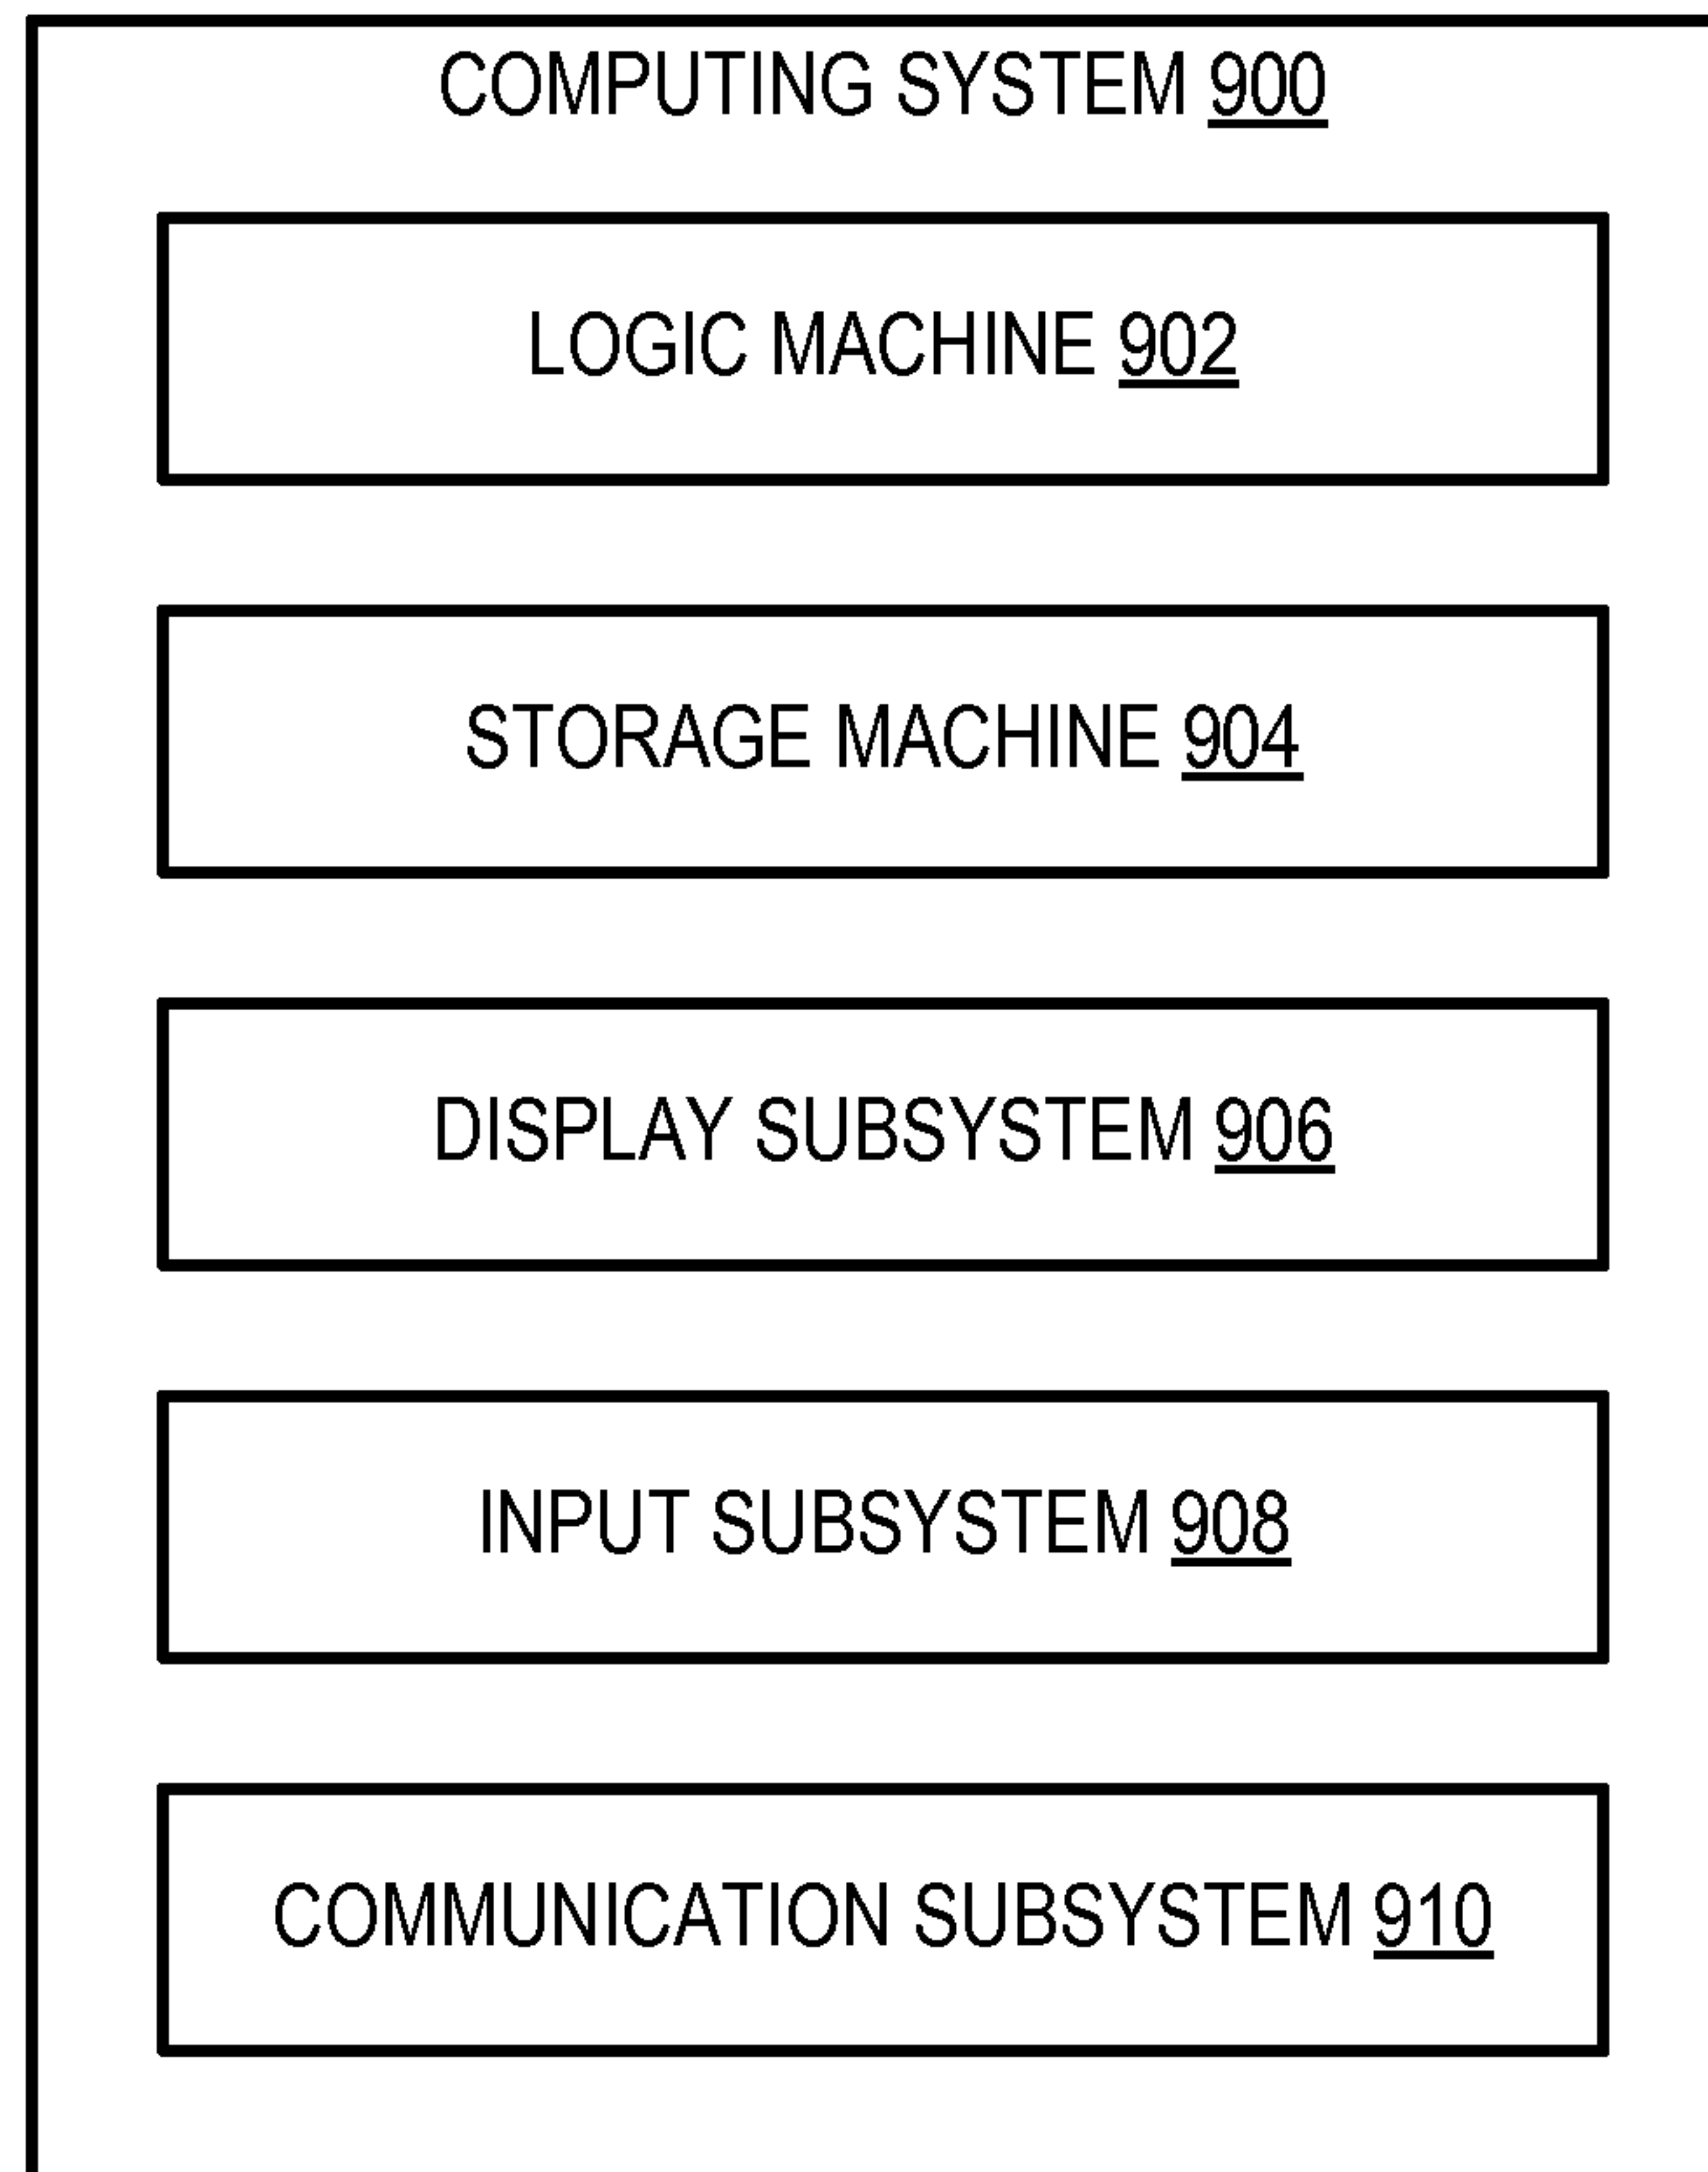 COMPUTING SYSTEM 900
LOGIC MACHINE 902
STORAGE MACHINE 904
DISPLAY SUBSYSTEM 906
INPUT SUBSYSTEM 908
COMMUNICATION SUBSYSTEM 910